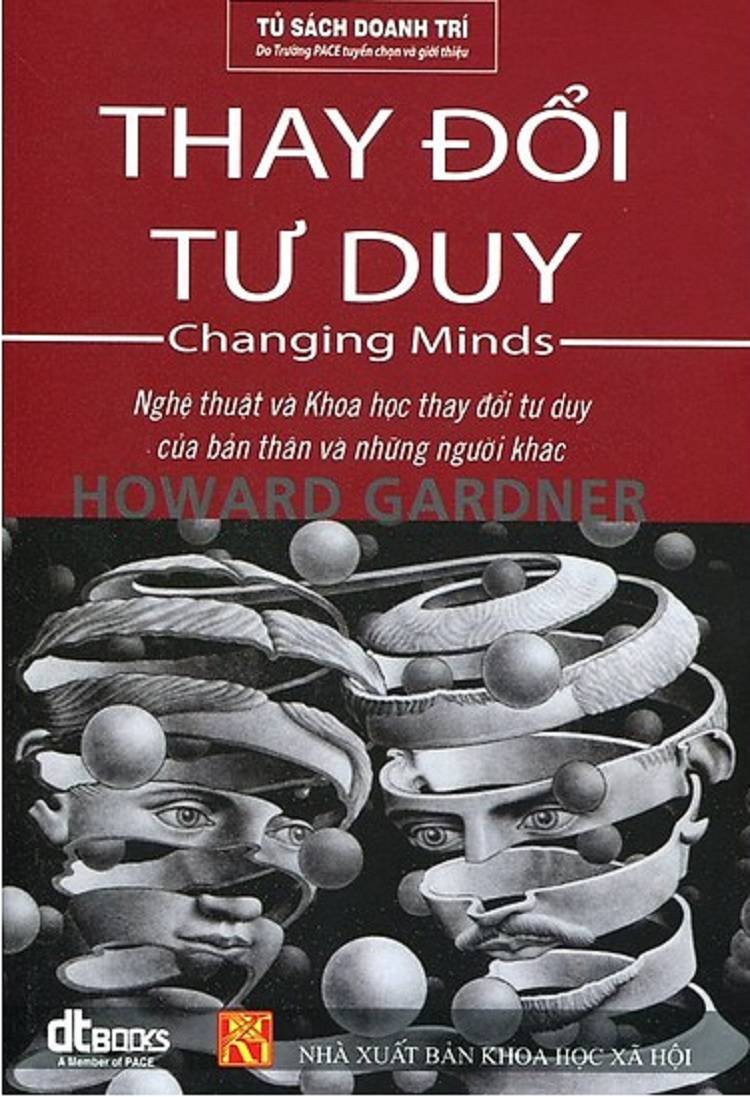 TỦ SÁCH DOANH TRÍ
Do Trường PACE tuyển chọn và giới thiệu
THAY ĐỔI
TƯ DUY
Changing Minds
Nghệ thuật và Khoa học thay đổi tư duy
của bản thân và những người khác
HOWARD GARDNER
dtBOOKS
A Member of PACE
NHÀ XUẤT BẢN KHOA HỌC XÃ HỘI